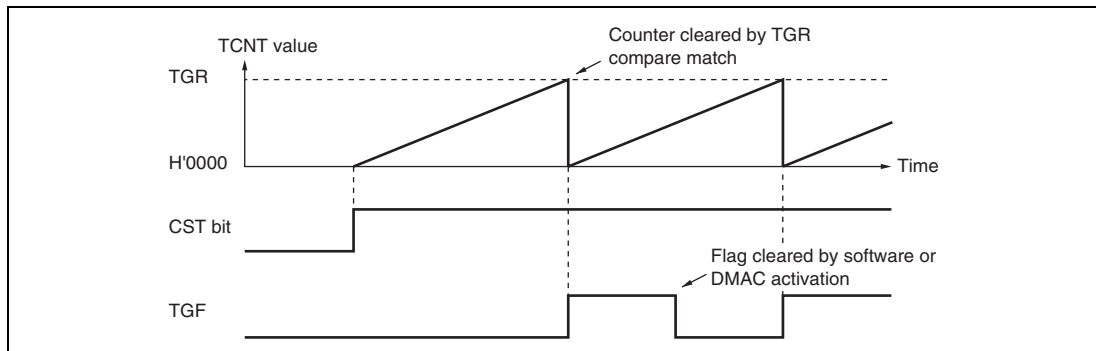 Counter cleared by TGR
compare match
TCNT value
TGR
H'0000
Time
CST bit
Flag cleared by software or
DMAC activation
TGF